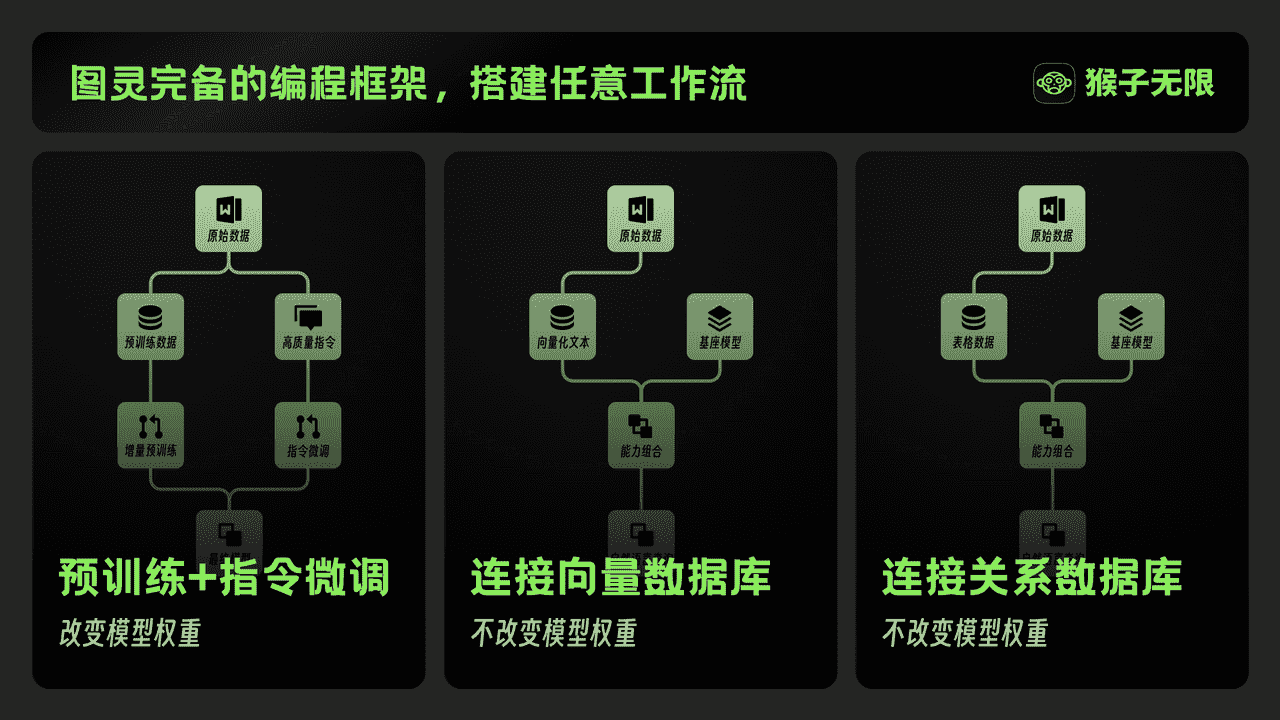 图灵完备的编程框架，搭建任意工作流
猴子无限
原始数据
预训练数据
高质量指令
增量预训练
指令微调
预训练+指令微调
改变模型权重
原始数据
向量化文本
基座模型
能力组合
连接向量数据库
不改变模型权重
原始数据
表格数据
基座模型
能力组合
连接关系数据库
不改变模型权重